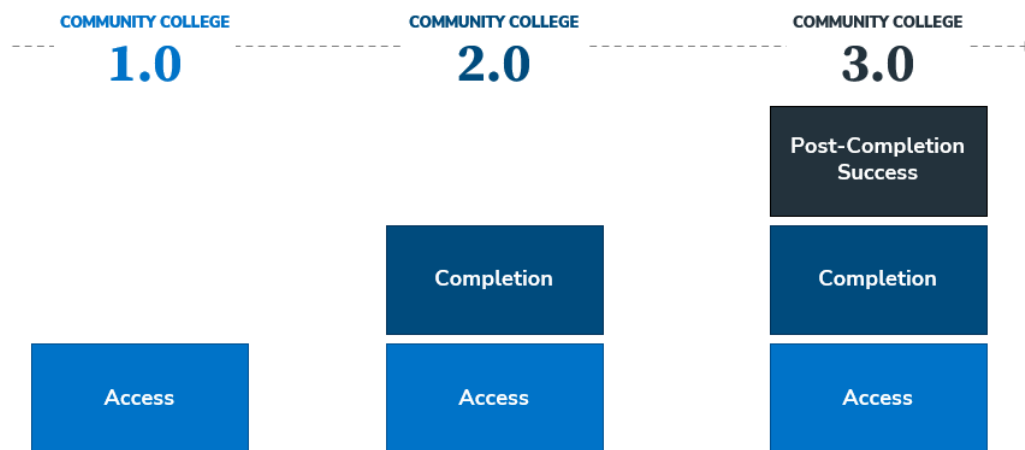 COMMUNITY COLLEGE
1.0
COMMUNITY COLLEGE
2.0
COMMUNITY COLLEGE
3.0
Post-Completion
Success
Completion
Completion
Access
Access
Access